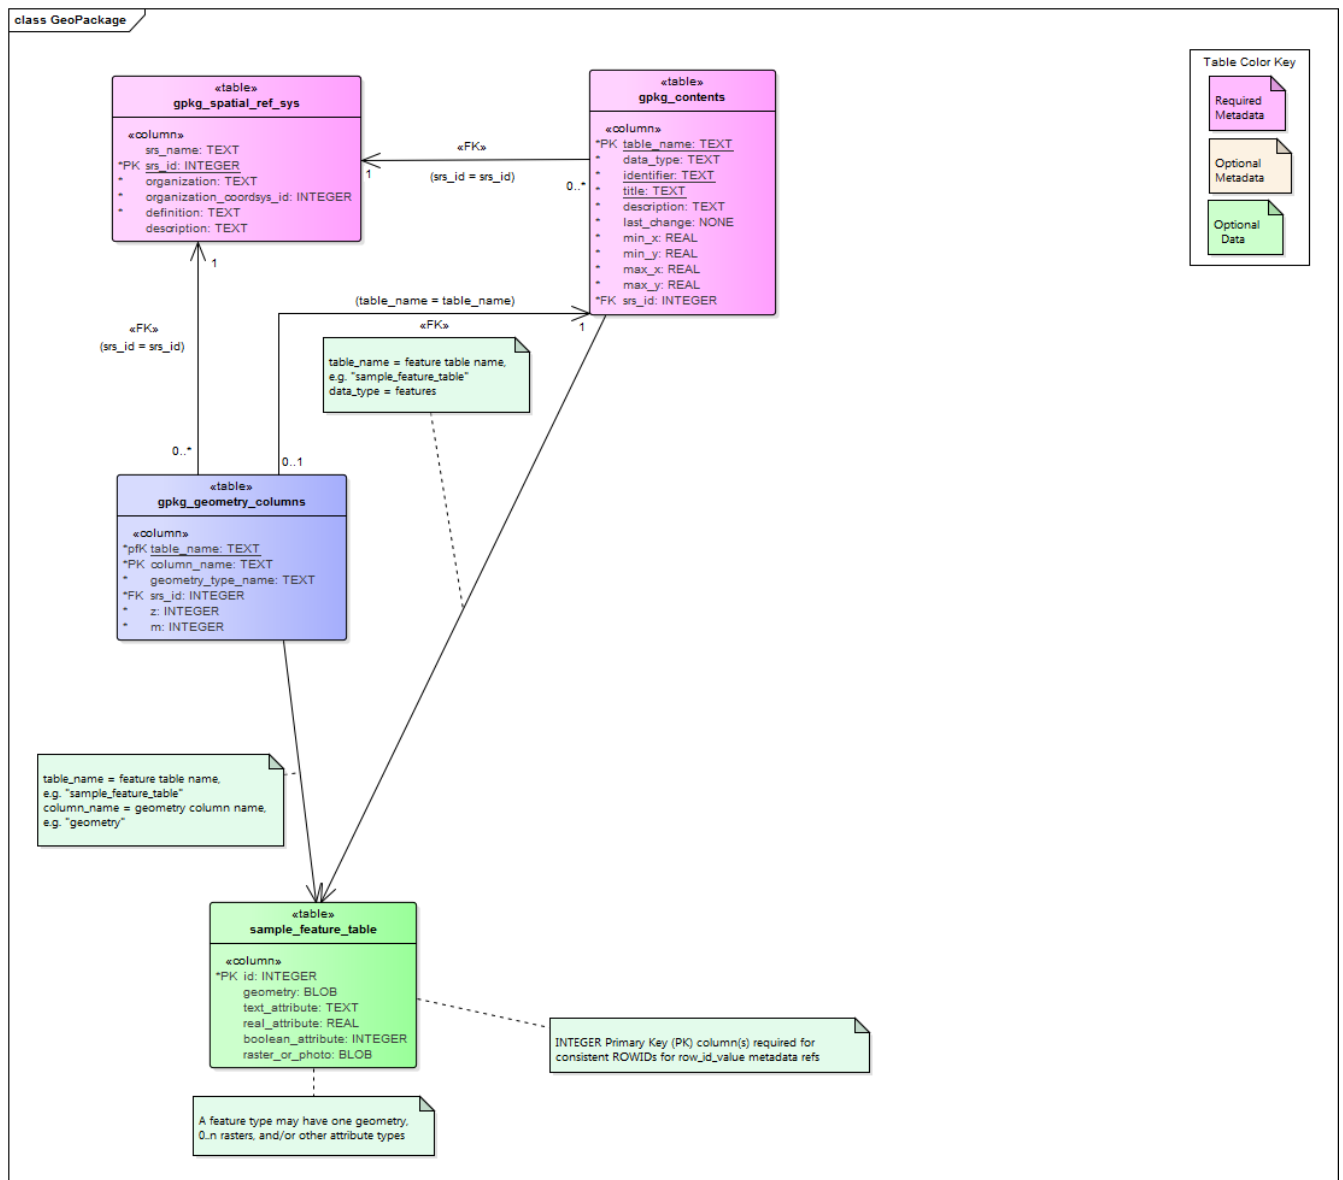 class GeoPackage
«table»
gpkg_spatial_ref_sys
«column»
srs_name: TEXT
*PK srs_id: INTEGER
* organization: TEXT
* organization_coordsys_id: INTEGER
* definition: TEXT
description: TEXT
«table»
gpkg_contents
«column»
*PK table_name: TEXT
* data_type: TEXT
* identifier: TEXT
* title: TEXT
* description: TEXT
* last_change: NONE
* min_x: REAL
* min_y: REAL
* max_x: REAL
* max_y: REAL
*FK srs_id: INTEGER
Table Color Key
Required
Metadata
Optional
Metadata
Optional
Data
«FK»
1
(srs_id = srs_id)
0..*
1
«FK»
(srs_id = srs_id)
0..*
(table_name = table_name)
«FK»
1
0..1
table_name = feature table name,
e.g. "sample_feature_table"
data_type = features
«table»
gpkg_geometry_columns
«column»
*pfK table_name: TEXT
*PK column_name: TEXT
* geometry_type_name: TEXT
*FK srs_id: INTEGER
* z: INTEGER
* m: INTEGER
table_name = feature table name,
e.g. "sample_feature_table"
column_name = geometry column name,
e.g. "geometry"
«table»
sample_feature_table
«column»
*PK id: INTEGER
geometry: BLOB
text_attribute: TEXT
real_attribute: REAL
boolean_attribute: INTEGER
raster_or_photo: BLOB
INTEGER Primary Key (PK) column(s) required for
consistent ROWIDs for row_id_value metadata refs
A feature type may have one geometry,
0..n rasters, and/or other attribute types